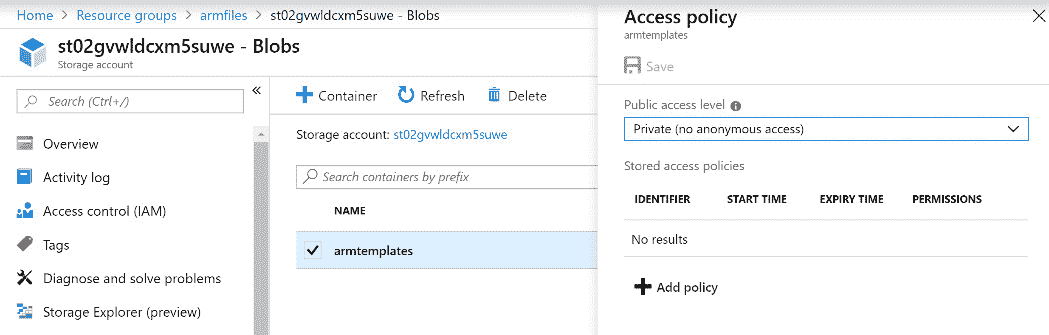 Home > Resource groups > armfiles > st02gvwldcxm5suwe - Blobs
st02gvwldcxm5suwe - Blobs
Storage account
Search (Ctrl+/)
«
Overview
Activity log
Access control (IAM)
Tags
Diagnose and solve problems
Storage Explorer (preview)
Container Refresh Delete
Storage account: st02gvwldcxm5suwe
Search containers by prefix
NAME
armtemplates
Access policy
armtemplates
Save
Public access level
Private (no anonymous access)
Stored access policies
IDENTIFIER START TIME EXPIRY TIME PERMISSIONS
No results
Add policy